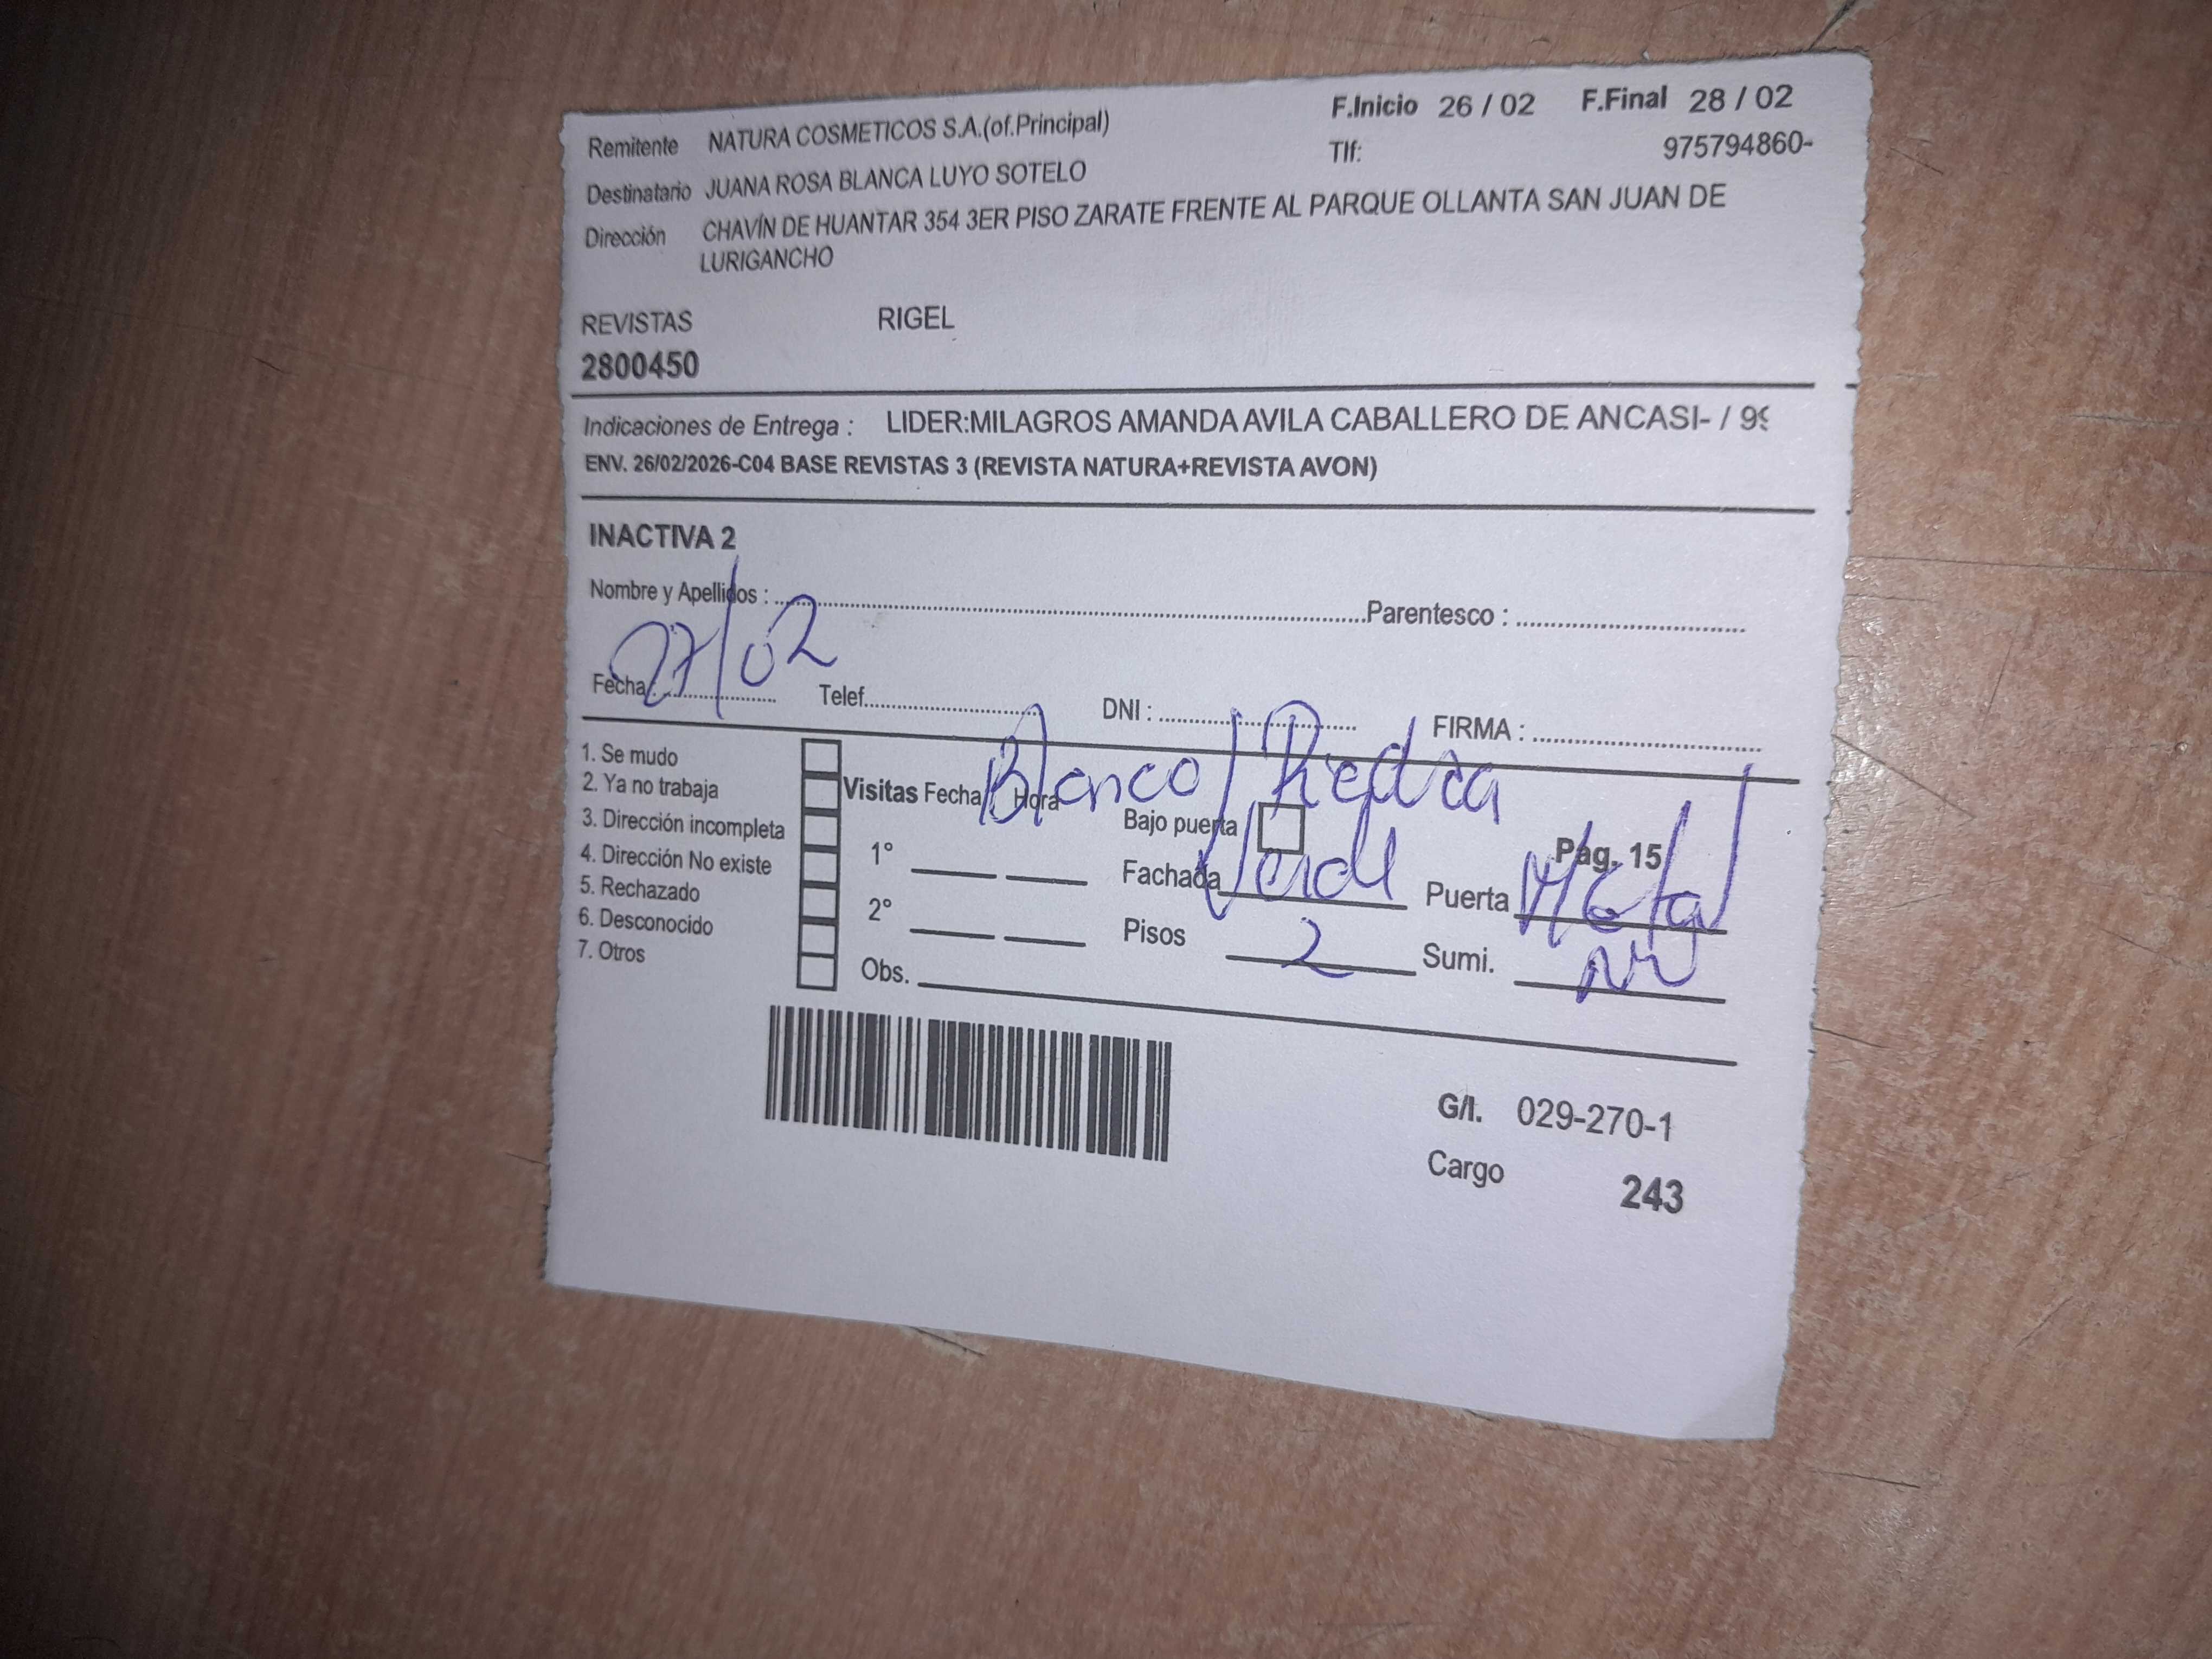 Remitente NATURA COSMETICOS S.A.(of.Principal) F.Inicio 26 / 02 F.Final 28 / 02
Destinatario JUANA ROSA BLANCA LUYO SOTELO Tlf: 975794860-
Dirección CHAVÍN DE HUANTAR 354 3ER PISO ZARATE FRENTE AL PARQUE OLLANTA SAN JUAN DE
LURIGANCHO
REVISTAS RIGEL
2800450
Indicaciones de Entrega : LIDER:MILAGROS AMANDA AVILA CABALLERO DE ANCASI- / 99
ENV. 26/02/2026-C04 BASE REVISTAS 3 (REVISTA NATURA+REVISTA AVON)
INACTIVA 2
Nombre y Apellidos : Parentesco :
Fecha : 27/02 Telef. DNI : FIRMA :
1. Se mudo
2. Ya no trabaja
3. Dirección incompleta
4. Dirección No existe
5. Rechazado
6. Desconocido
7. Otros
Visitas Fecha / Hora Blanco/Piedra
Bajo puerta Pag. 15
1° Fachada Verde Puerta Metal
2° Pisos 2 Sumi.
Obs.
G/I. 029-270-1
Cargo 243